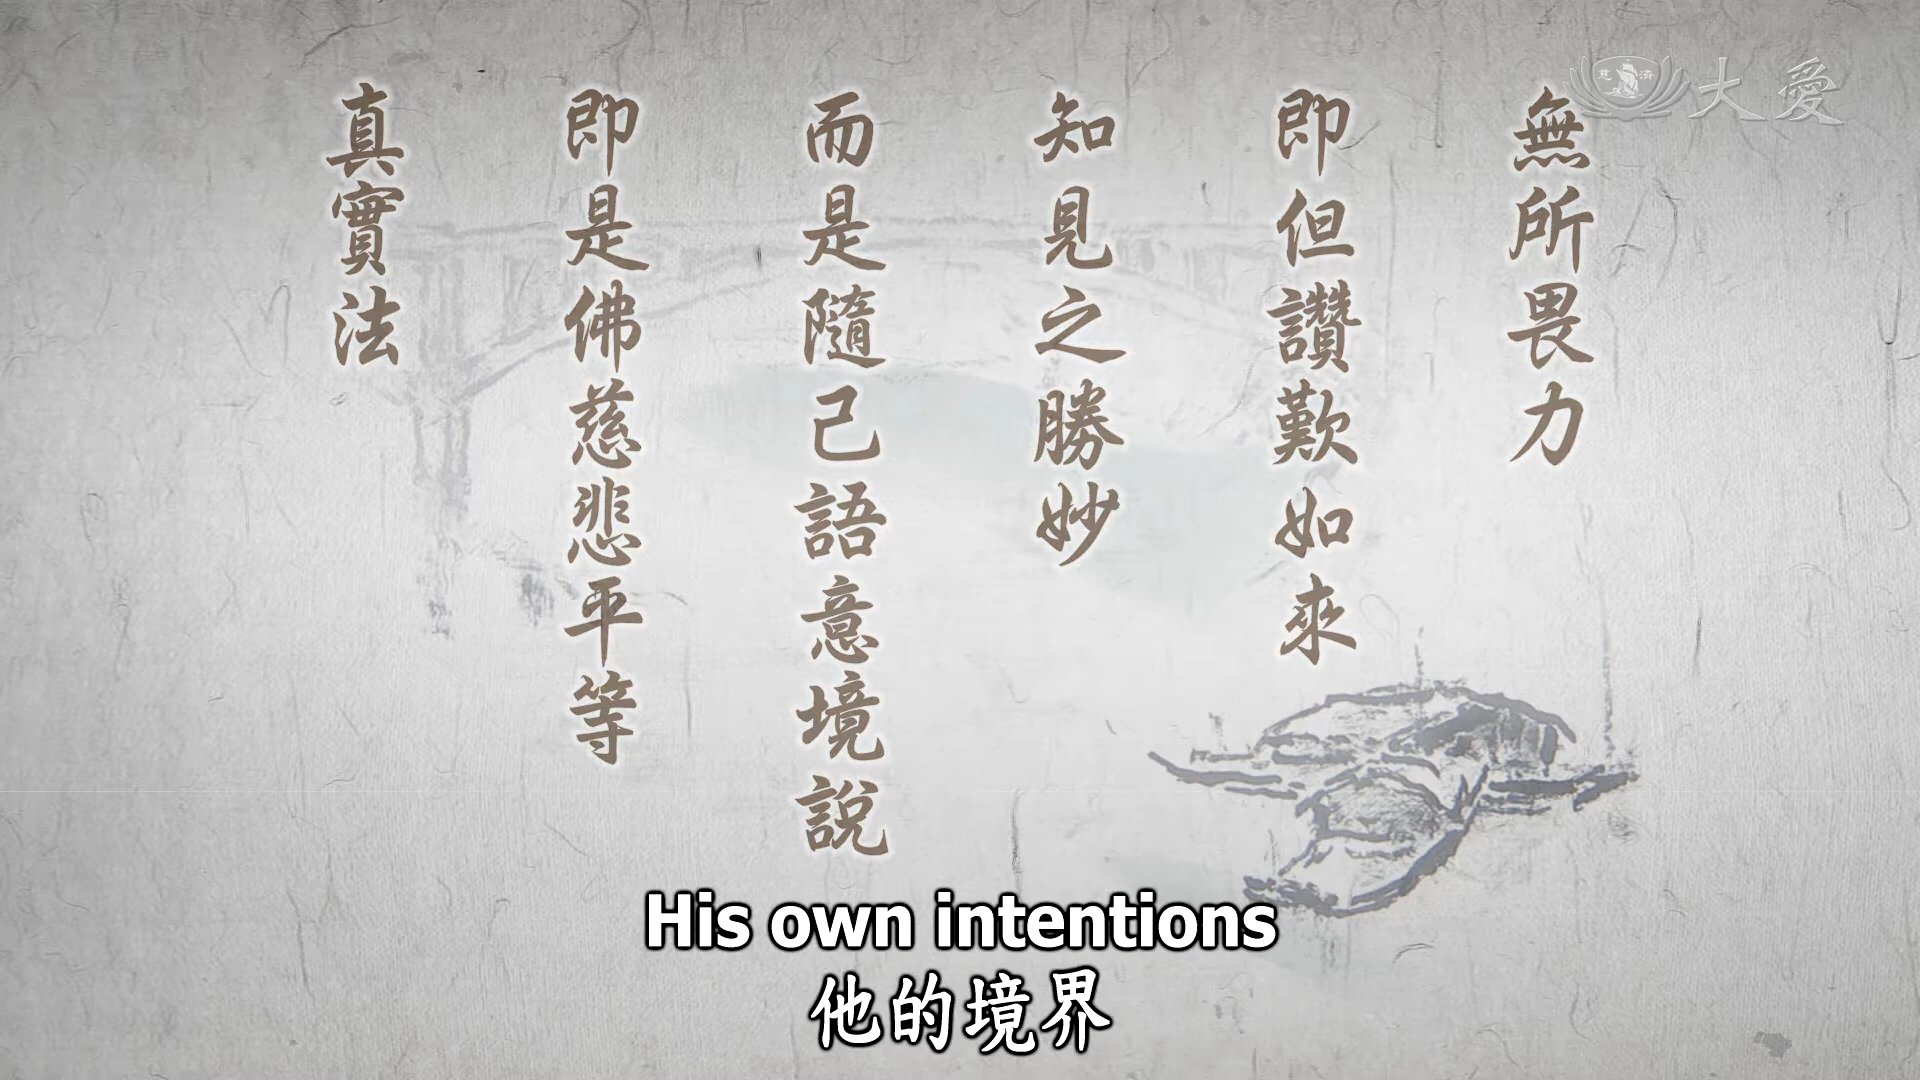 大愛
慈濟
無所畏力
即但讚歎如來
知見之勝妙
而是隨己語意境說
即是佛慈悲平等
真實法
His own intentions
他的境界